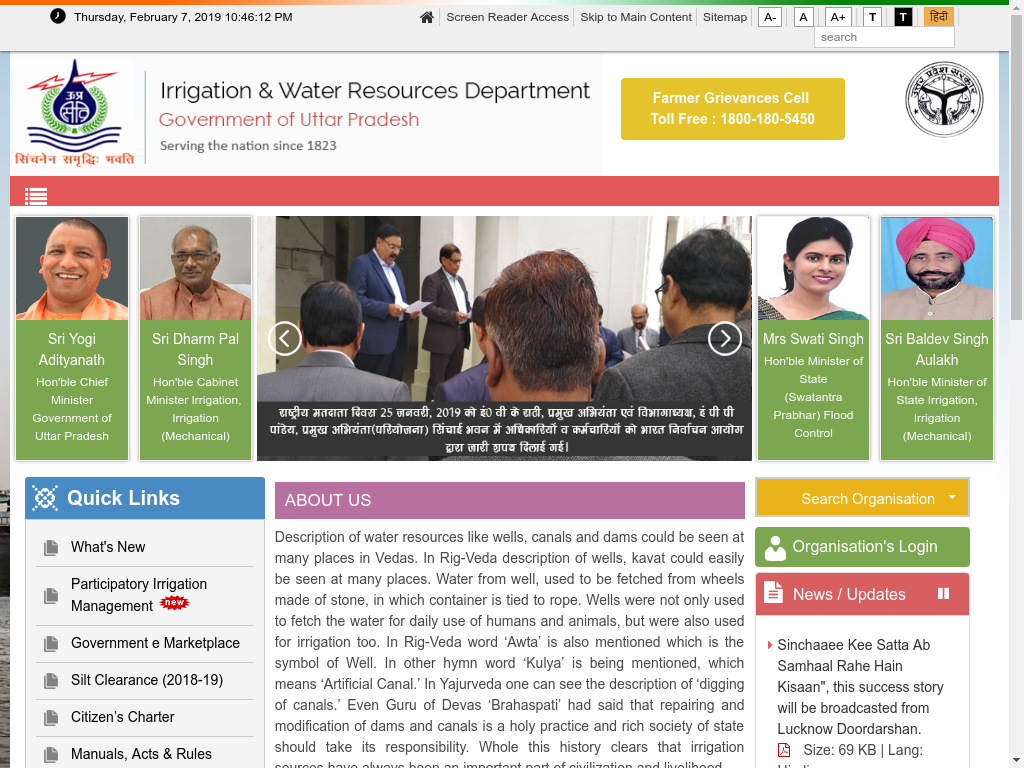 Thursday, February 7, 2019 10:46:12 PM
Screen Reader Access
Skip to Main Content
Sitemap
A-
A
A+
T
T
हिंदी
search
सिंचनेन समृद्धिः भवति
Irrigation & Water Resources Department
Government of Uttar Pradesh
Serving the nation since 1823
Farmer Grievances Cell
Toll Free : 1800-180-5450
Sri Yogi
Adityanath
Hon'ble Chief
Minister
Government of
Uttar Pradesh
Sri Dharm Pal
Singh
Hon'ble Cabinet
Minister Irrigation,
Irrigation
(Mechanical)
राष्ट्रीय मतदाता दिवस 25 जनवरी, 2019 को ई0 वी के राठी, प्रमुख अभियंता एवं विभागाध्यक्ष, ई पी पी
पांडेय, प्रमुख अभियंता(परियोजना) सिंचाई भवन में अधिकारियों व कर्मचारियों को भारत निर्वाचन आयोग
द्वारा जारी शपथ दिलाई गई।
Mrs Swati Singh
Hon'ble Minister of
State
(Swatantra
Prabhar) Flood
Control
Sri Baldev Singh
Aulakh
Hon'ble Minister of
State Irrigation,
Irrigation
(Mechanical)
Quick Links
What's New
Participatory Irrigation
Management new
Government e Marketplace
Silt Clearance (2018-19)
Citizen's Charter
Manuals, Acts & Rules
ABOUT US
Description of water resources like wells, canals and dams could be seen at
many places in Vedas. In Rig-Veda description of wells, kavat could easily
be seen at many places. Water from well, used to be fetched from wheels
made of stone, in which container is tied to rope. Wells were not only used
to fetch the water for daily use of humans and animals, but were also used
for irrigation too. In Rig-Veda word ‘Awta’ is also mentioned which is the
symbol of Well. In other hymn word ‘Kulya’ is being mentioned, which
means ‘Artificial Canal.’ In Yajurveda one can see the description of ‘digging
of canals.’ Even Guru of Devas ‘Brahaspati’ had said that repairing and
modification of dams and canals is a holy practice and rich society of state
should take its responsibility. Whole this history clears that irrigation
sources have always been an important part of civilization and livelihood.
Search Organisation
Organisation's Login
News / Updates
Sinchaaee Kee Satta Ab
Samhaal Rahe Hain
Kisaan", this success story
will be broadcasted from
Lucknow Doordarshan.
Size: 69 KB | Lang:
Hindi